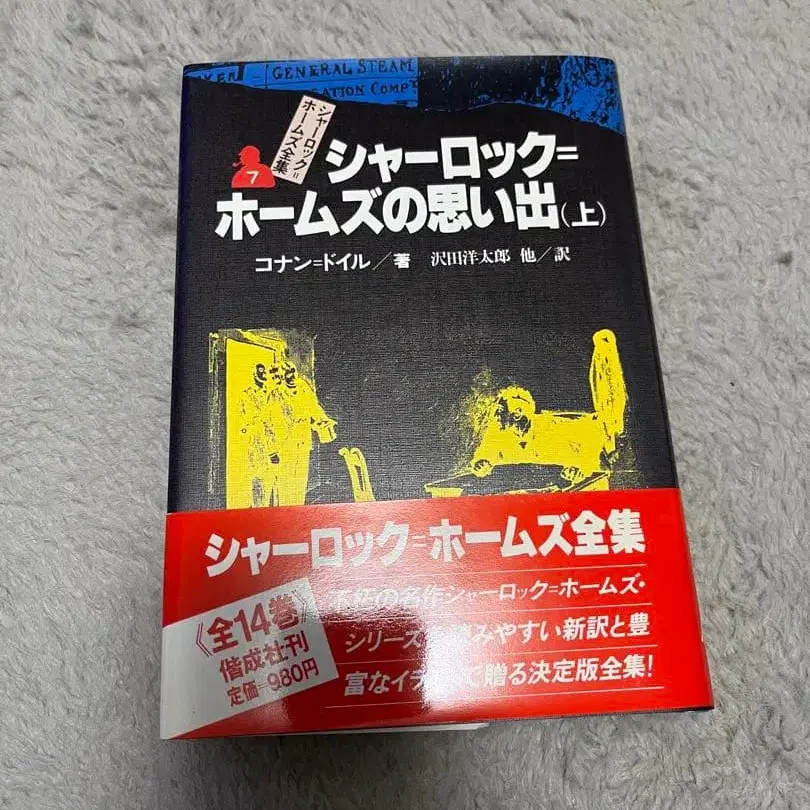 GENERAL STEAM
ATION COMP
シャーロック=
ホームズ全集
7
シャーロック=
ホームズの思い出(上)
コナン=ドイル/著 沢田洋太郎 他/訳
シャーロック=ホームズ全集
不朽の名作シャーロック=ホームズ・
シリーズ みやすい新訳と豊
富なイ で贈る決定版全集!
《全14巻》
偕成社刊
定価-980円